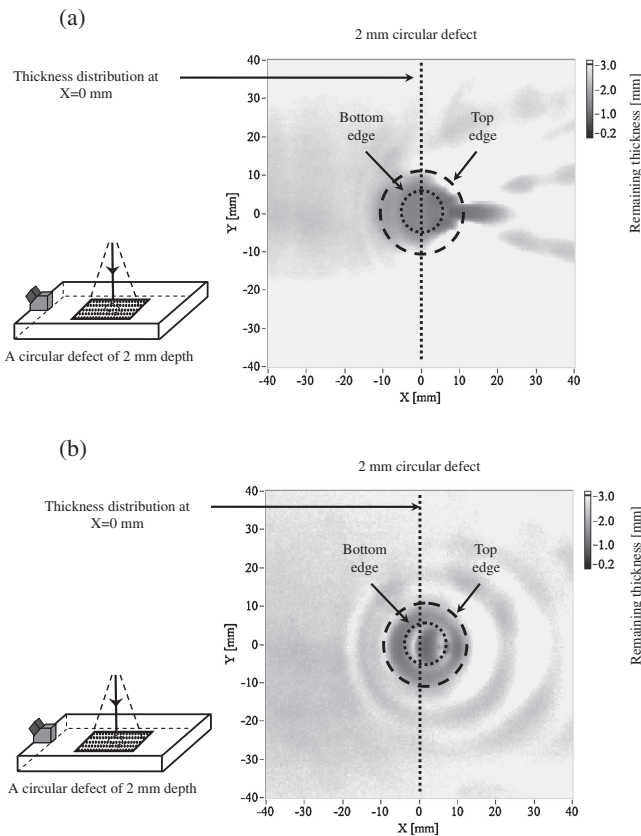 (a)
2 mm circular defect
Thickness distribution at
X=0 mm
Bottom
edge
Top
edge
40
30
20
10
0
-10
-20
-30
-40
Y [mm]
-40 -30 -20 -10 0 10 20 30 40
X [mm]
3.0
2.0
1.0
0.2
Remaining thickness [mm]
A circular defect of 2 mm depth
(b)
2 mm circular defect
Thickness distribution at
X=0 mm
Bottom
edge
Top
edge
40
30
20
10
0
-10
-20
-30
-40
Y [mm]
-40 -30 -20 -10 0 10 20 30 40
X [mm]
3.0
2.0
1.0
0.2
Remaining thickness [mm]
A circular defect of 2 mm depth